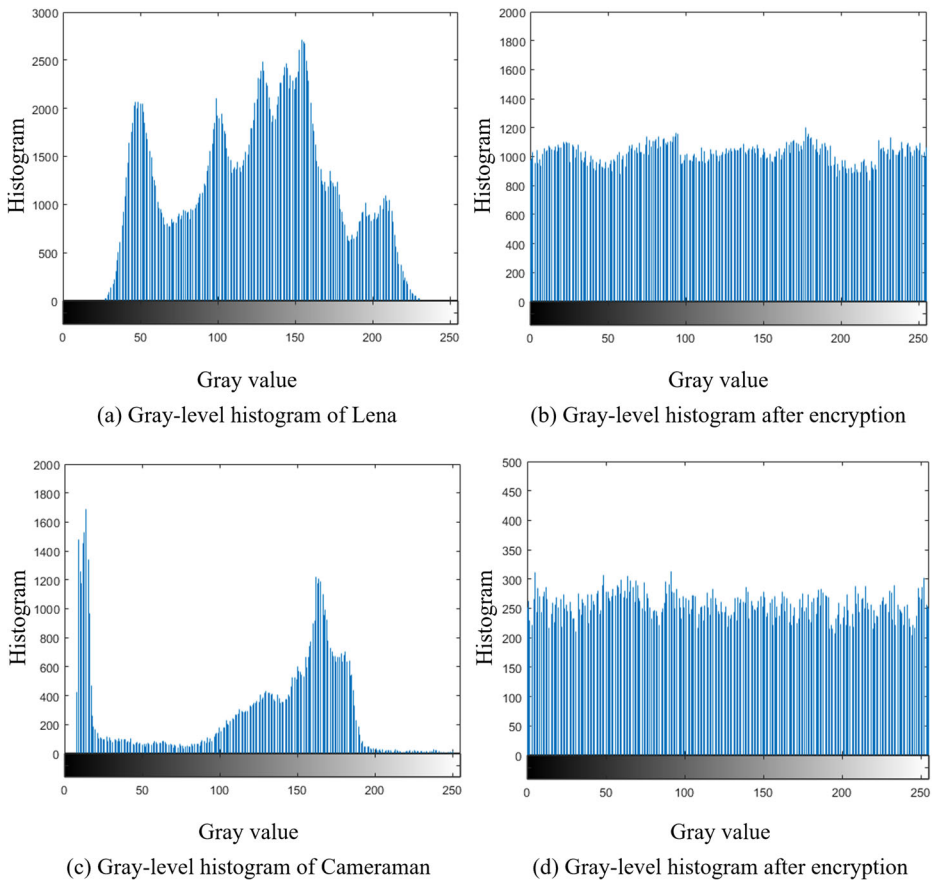 3000
2500
2000
1500
1000
500
0
Histogram
0 50 100 150 200 250
Gray value
(a) Gray-level histogram of Lena
2000
1800
1600
1400
1200
1000
800
600
400
200
0
Histogram
0 50 100 150 200 250
Gray value
(b) Gray-level histogram after encryption
2000
1800
1600
1400
1200
1000
800
600
400
200
0
Histogram
0 50 100 150 200 250
Gray value
(c) Gray-level histogram of Cameraman
500
450
400
350
300
250
200
150
100
50
0
Histogram
0 50 100 150 200 250
Gray value
(d) Gray-level histogram after encryption